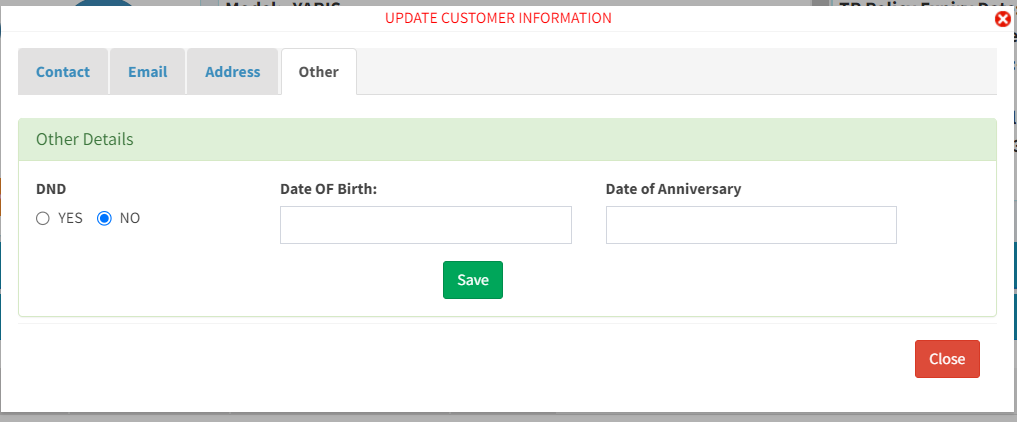 UPDATE CUSTOMER INFORMATION
Contact Email Address Other
Other Details
DND Date OF Birth: Date of Anniversary
YES NO
Save
Close